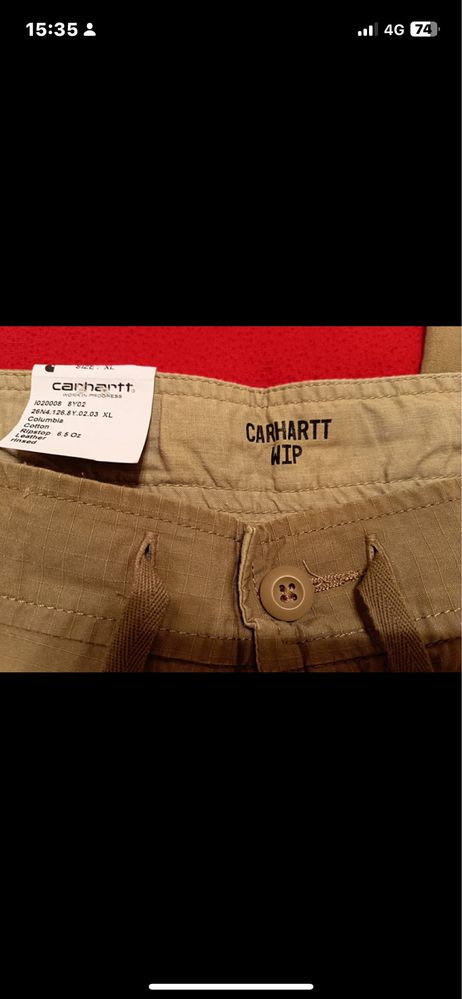 15:35
4G
74
SIZE: XL
carhartt
WORK IN PROGRESS
I020008 8Y02
26N4.126.8Y.02.03 XL
Columbia
Cotton
Ripstop 6.5 Oz
Leather
rinsed
CARHARTT
WIP